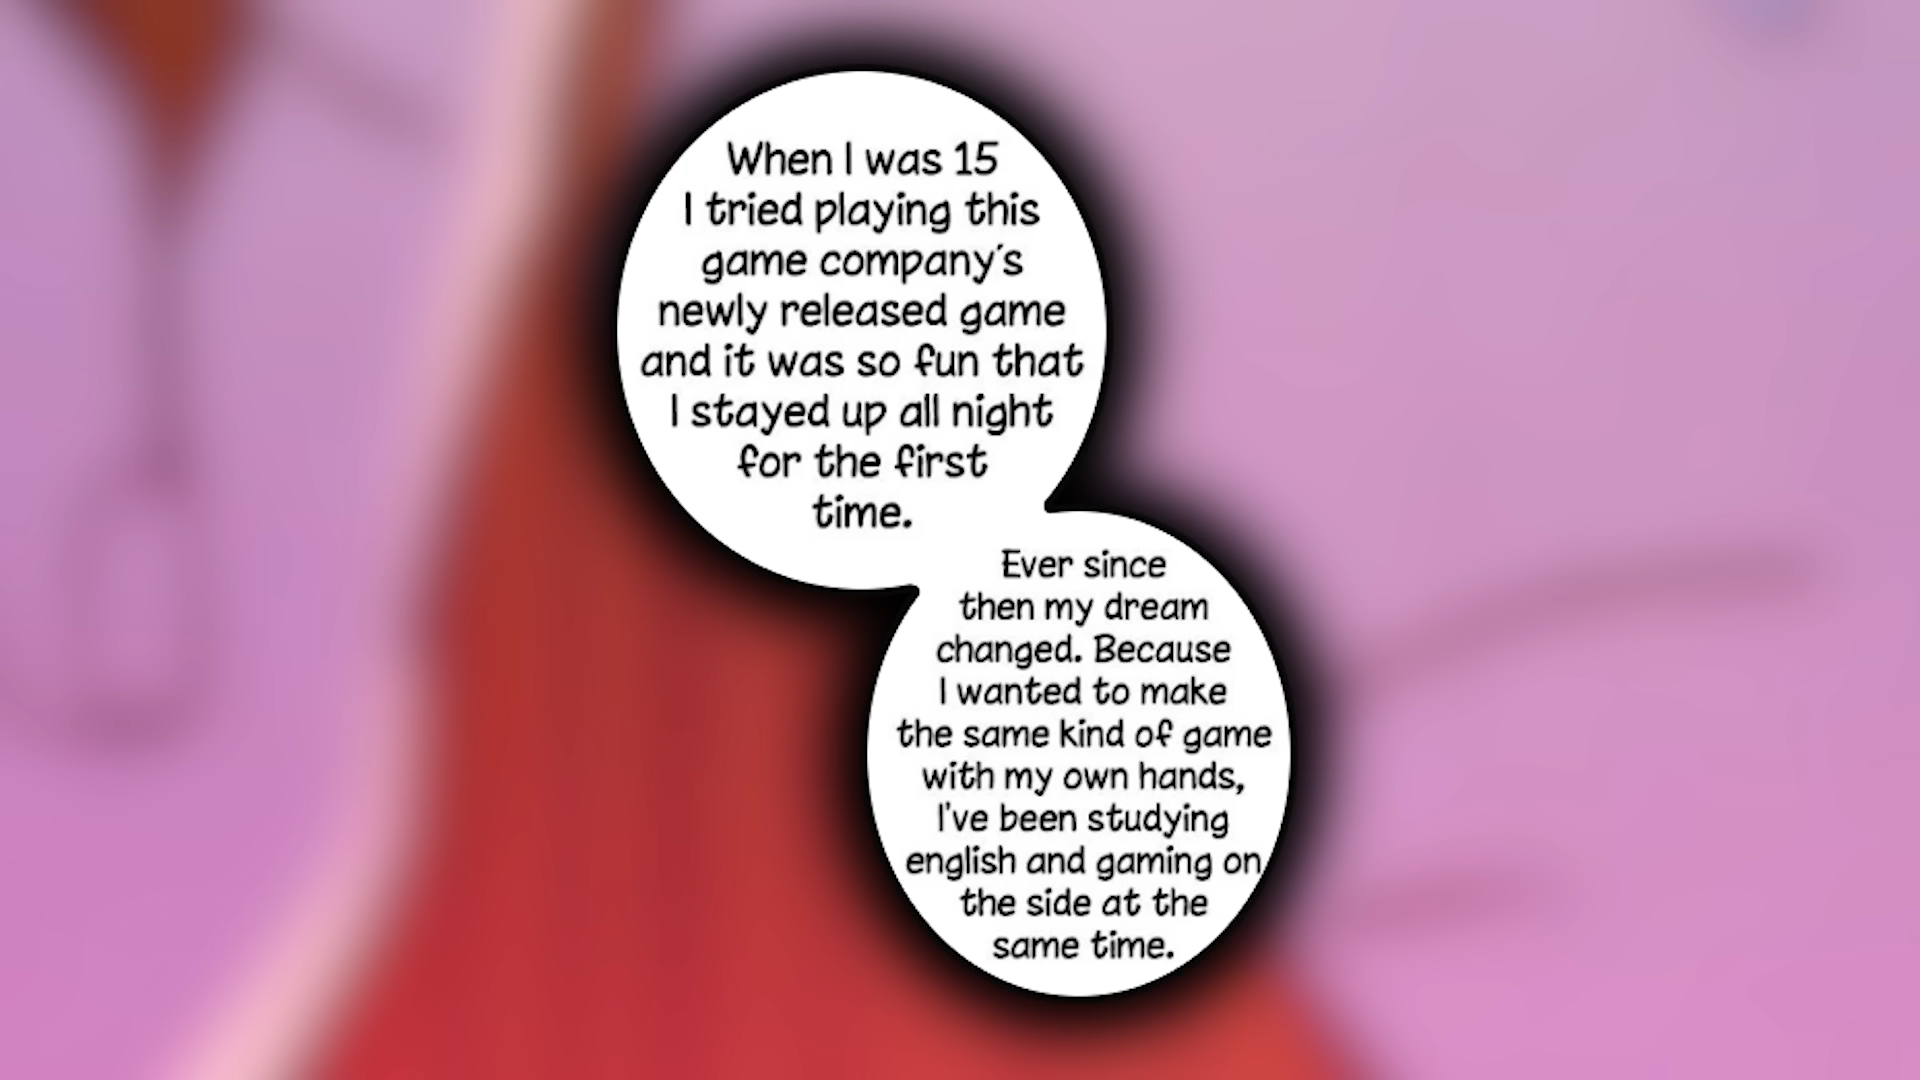 When I was 15
I tried playing this
game company's
newly released game
and it was so fun that
I stayed up all night
for the first
time.
Ever since
then my dream
changed. Because
I wanted to make
the same kind of game
with my own hands,
I've been studying
english and gaming on
the side at the
same time.